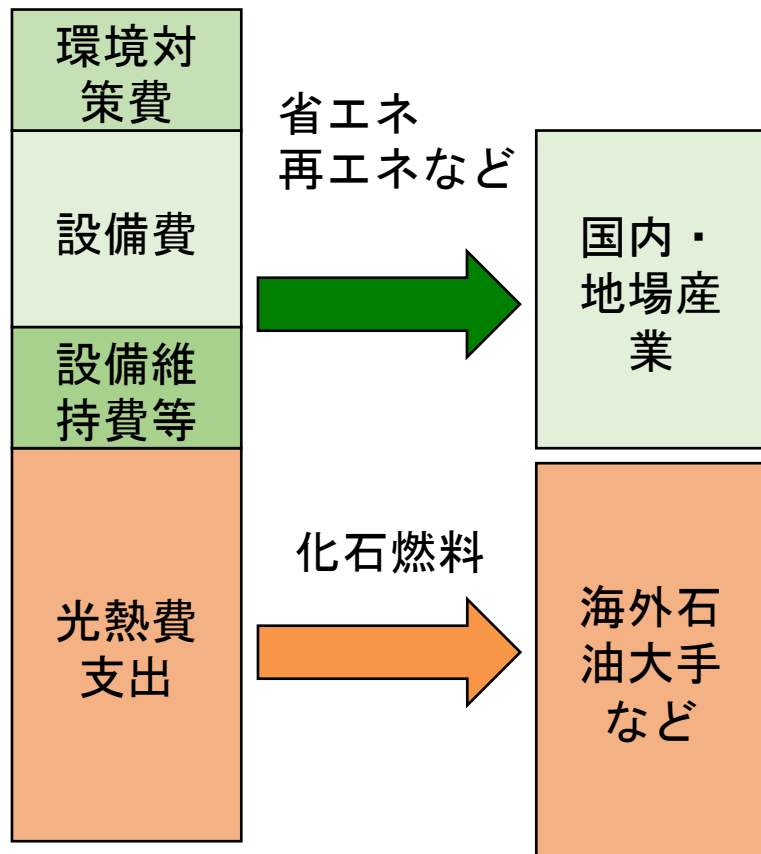 環境対
策費
省エネ
再エネなど
設備費
国内・
地場産
業
設備維
持費等
化石燃料
光熱費
支出
海外石
油大手
など